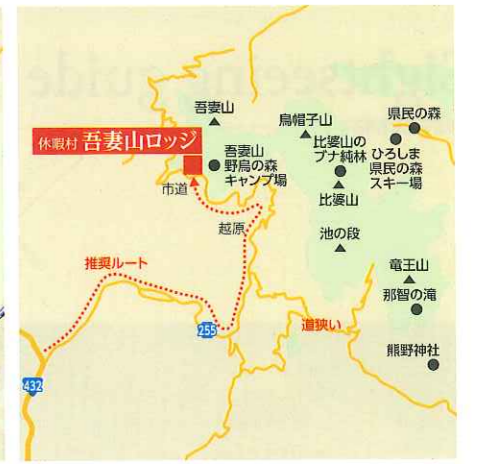 吾妻山
烏帽子山
県民の森
休暇村 吾妻山ロッジ
比婆山の
ブナ純林
ひろしま
県民の森
スキー場
吾妻山
野鳥の森
キャンプ場
市道
比婆山
越原
池の段
推奨ルート
竜王山
那智の滝
255
道狭い
熊野神社
432